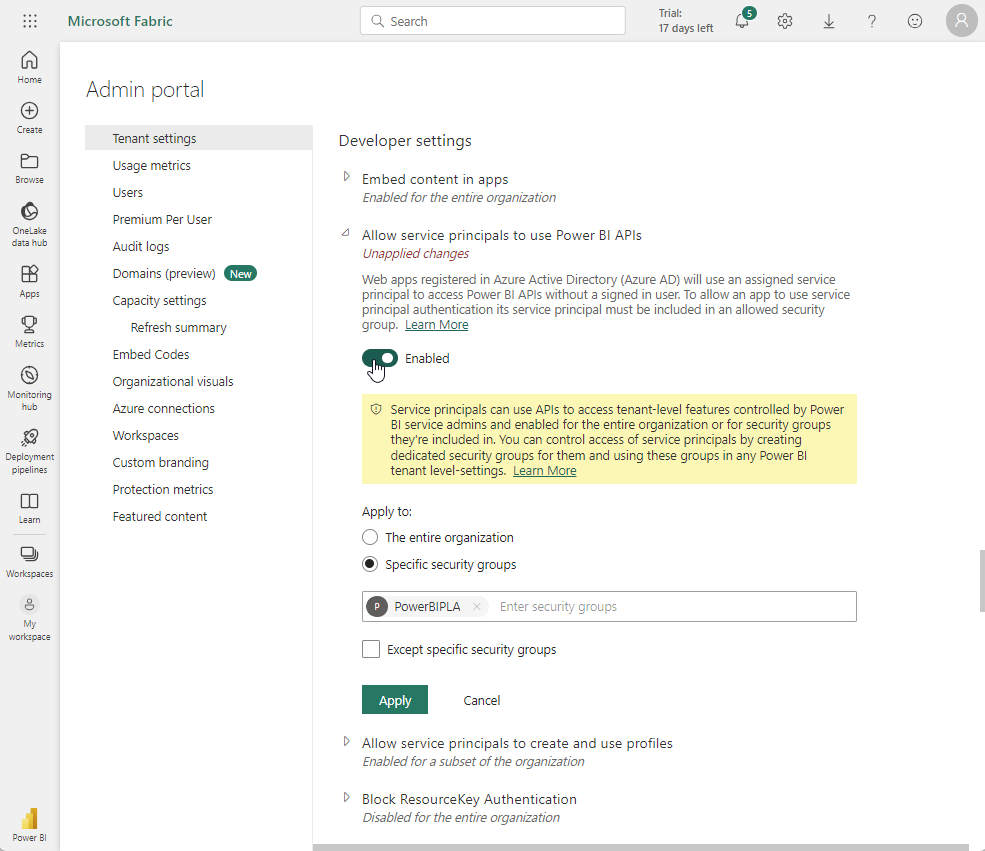 Microsoft Fabric
Search
Trial:
17 days left
5
Home
Create
Browse
OneLake
data hub
Apps
Metrics
Monitoring
hub
Deployment
pipelines
Learn
Workspaces
My
workspace
Power BI
Admin portal
Tenant settings
Usage metrics
Users
Premium Per User
Audit logs
Domains (preview) New
Capacity settings
Refresh summary
Embed Codes
Organizational visuals
Azure connections
Workspaces
Custom branding
Protection metrics
Featured content
Developer settings
Embed content in apps
Enabled for the entire organization
Allow service principals to use Power BI APIs
Unapplied changes
Web apps registered in Azure Active Directory (Azure AD) will use an assigned service
principal to access Power BI APIs without a signed in user. To allow an app to use service
principal authentication its service principal must be included in an allowed security
group. Learn More
Enabled
Service principals can use APIs to access tenant-level features controlled by Power
BI service admins and enabled for the entire organization or for security groups
they're included in. You can control access of service principals by creating
dedicated security groups for them and using these groups in any Power BI
tenant level-settings. Learn More
Apply to:
The entire organization
Specific security groups
P PowerBIPLA Enter security groups
Except specific security groups
Apply Cancel
Allow service principals to create and use profiles
Enabled for a subset of the organization
Block ResourceKey Authentication
Disabled for the entire organization